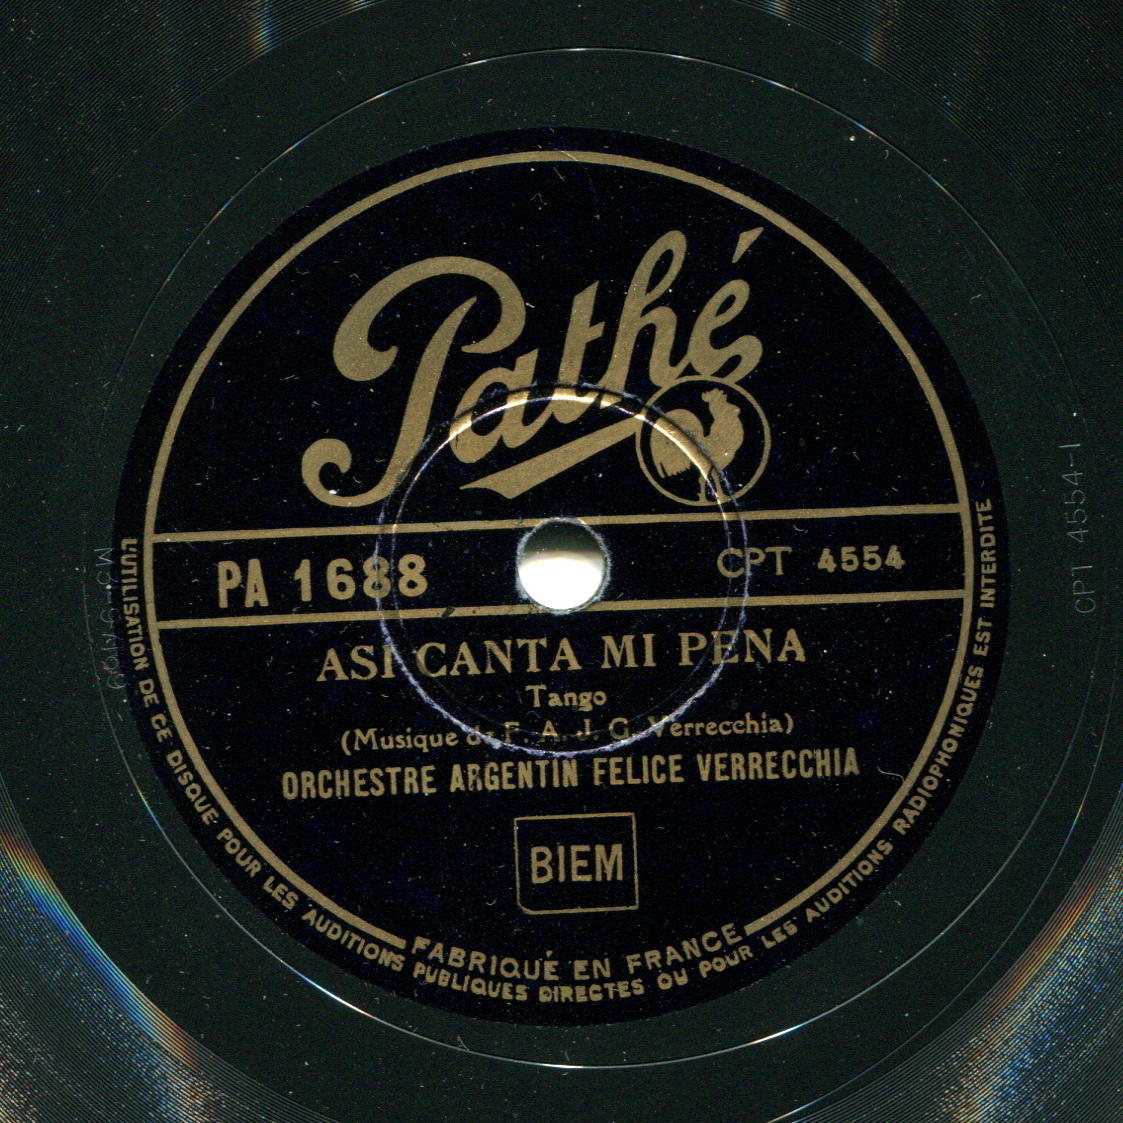 Pathé
PA 1688
CPT 4554
ASI CANTA MI PENA
Tango
(Musique de F. A. J. G. Verrecchia)
ORCHESTRE ARGENTIN FELICE VERRECCHIA
BIEM
FABRIQUÉ EN FRANCE
L'UTILISATION DE CE DISQUE POUR LES AUDITIONS PUBLIQUES DIRECTES OU POUR LES AUDITIONS RADIOPHONIQUES EST INTERDITE
CPT 4554-1